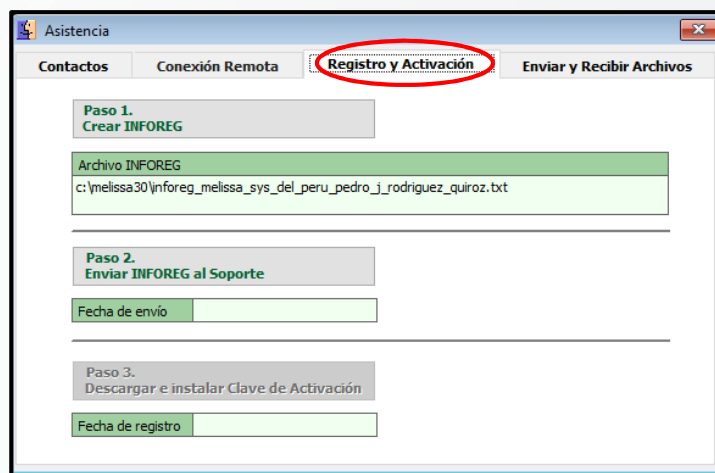 Asistencia
Contactos
Conexión Remota
Registro y Activación
Enviar y Recibir Archivos
Paso 1.
Crear INFOREG
Archivo INFOREG
c:\melissa30\inforeg_melissa_sys_del_peru_pedro_j_rodriguez_quiroz.txt
Paso 2.
Enviar INFOREG al Soporte
Fecha de envío
Paso 3.
Descargar e instalar Clave de Activación
Fecha de registro